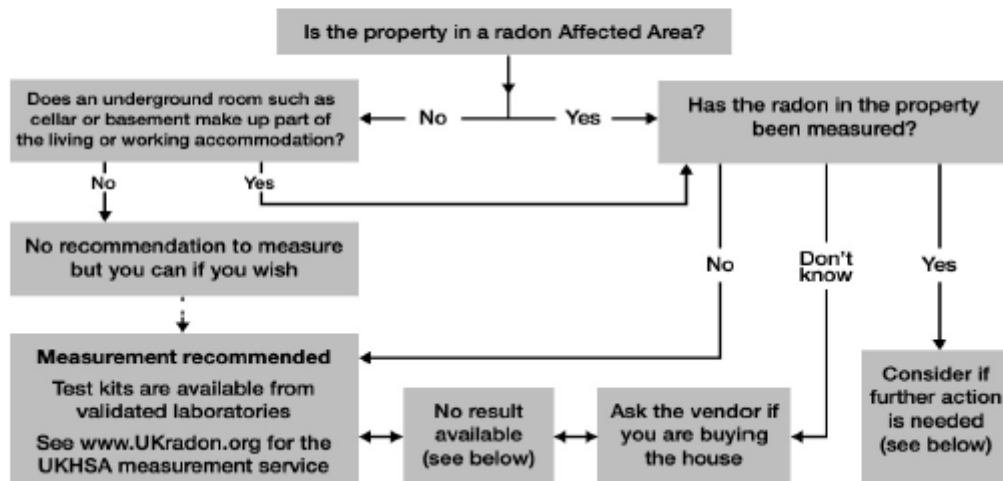 Is the property in a radon Affected Area?
Does an underground room such as
cellar or basement make up part of
the living or working accommodation?
No
Yes
Has the radon in the property
been measured?
No
Yes
No recommendation to measure
but you can if you wish
No
Don't
know
Yes
Measurement recommended
Test kits are available from
validated laboratories
See www.UKradon.org for the
UKHSA measurement service
No result
available
(see below)
Ask the vendor if
you are buying
the house
Consider if
further action
is needed
(see below)